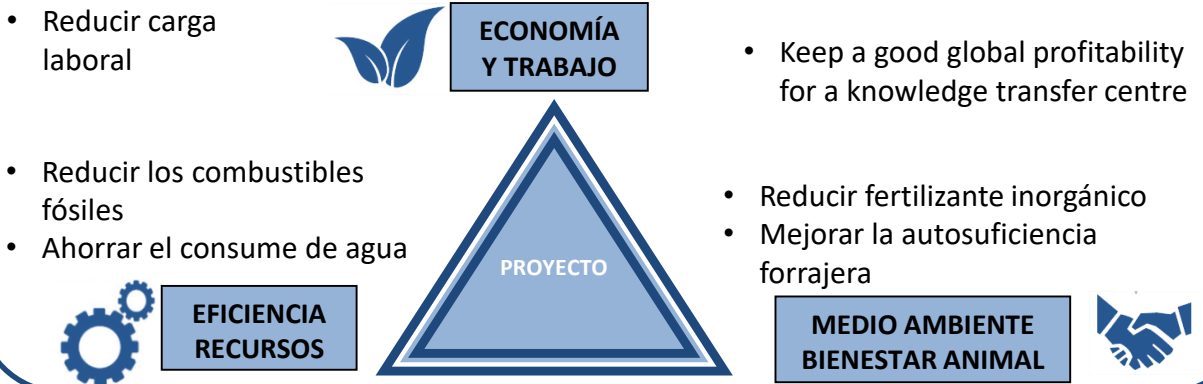 • Reducir carga
laboral
ECONOMÍA
Y TRABAJO
• Keep a good global profitability
for a knowledge transfer centre
• Reducir los combustibles
fósiles
• Ahorrar el consume de agua
• Reducir fertilizante inorgánico
• Mejorar la autosuficiencia
forrajera
PROYECTO
EFICIENCIA
RECURSOS
MEDIO AMBIENTE
BIENESTAR ANIMAL